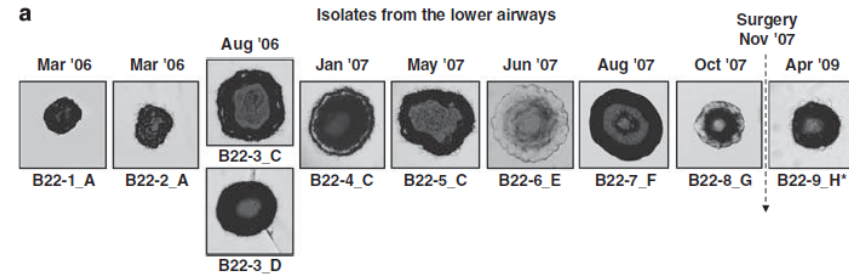 a
Isolates from the lower airways
Surgery
Nov '07
Mar '06
Mar '06
Aug '06
Jan '07
May '07
Jun '07
Aug '07
Oct '07
Apr '09
B22-1_A
B22-2_A
B22-3_C
B22-4_C
B22-5_C
B22-6_E
B22-7_F
B22-8_G
B22-9_H*
B22-3_D